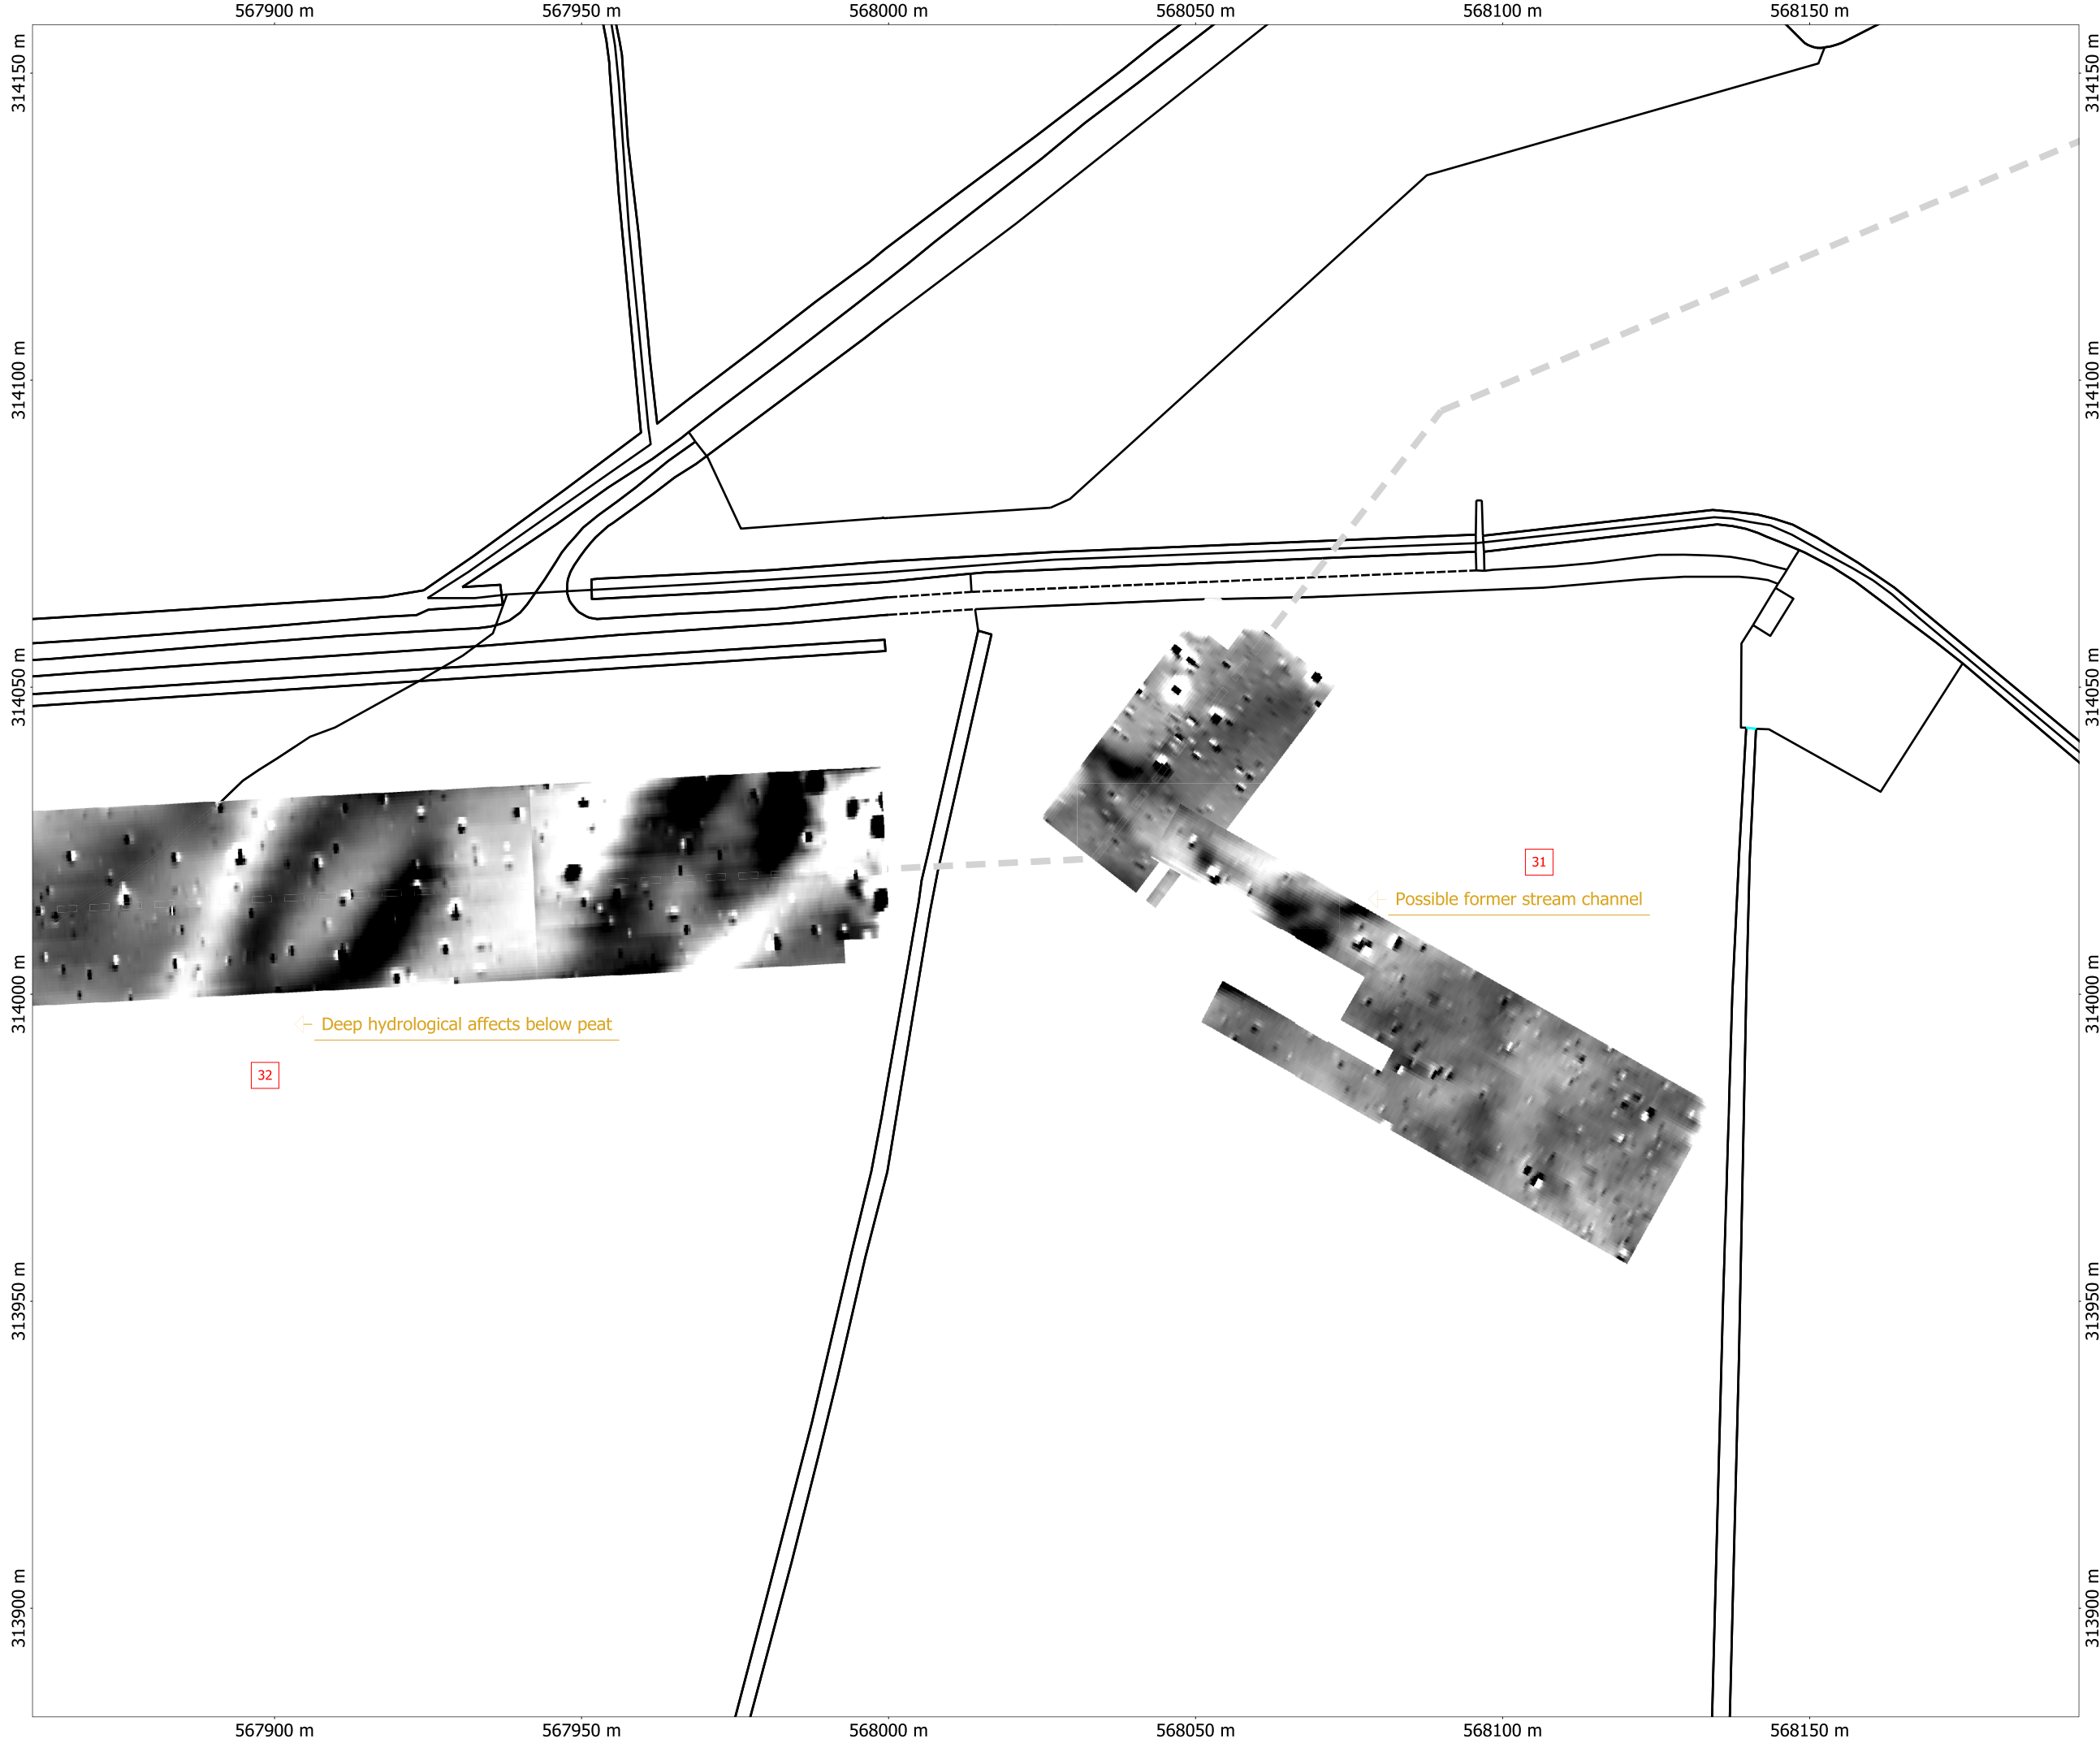 567900 m
567950 m
568000 m
568050 m
568100 m
568150 m
314150 m
314150 m
314100 m
314100 m
314050 m
314050 m
31
Possible former stream channel
314000 m
314000 m
Deep hydrological affects below peat
32
313950 m
313950 m
313900 m
313900 m
567900 m
567950 m
568000 m
568050 m
568100 m
568150 m